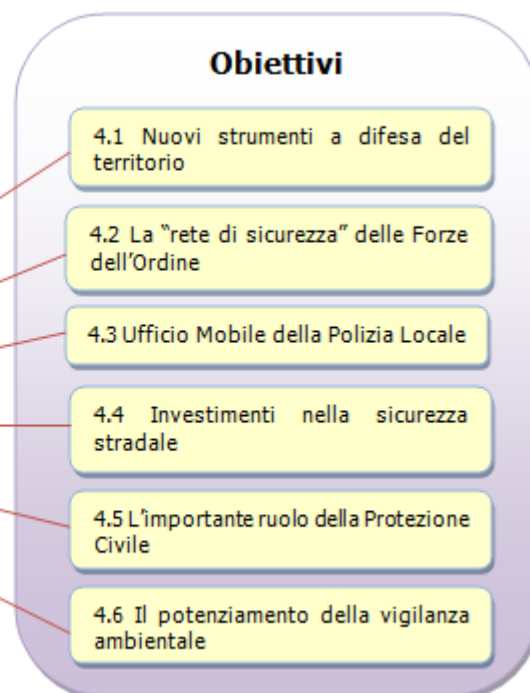 Obiettivi
4.1 Nuovi strumenti a difesa del
territorio
4.2 La “rete di sicurezza” delle Forze
dell’Ordine
4.3 Ufficio Mobile della Polizia Locale
4.4 Investimenti nella sicurezza
stradale
4.5 L’importante ruolo della Protezione
Civile
4.6 Il potenziamento della vigilanza
ambientale